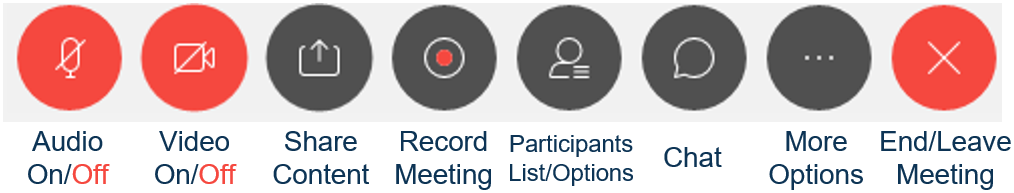 Audio
On/Off
Video
On/Off
Share
Content
Record
Meeting
Participants
List/Options
Chat
More
Options
End/Leave
Meeting